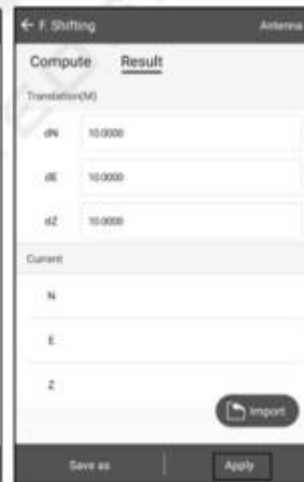 ← F. Shifting Antenna
Compute Result
Translation(M)
dN 10.0000
dE 10.0000
dZ 10.0000
Current
N
E
Z
Import
Save as Apply